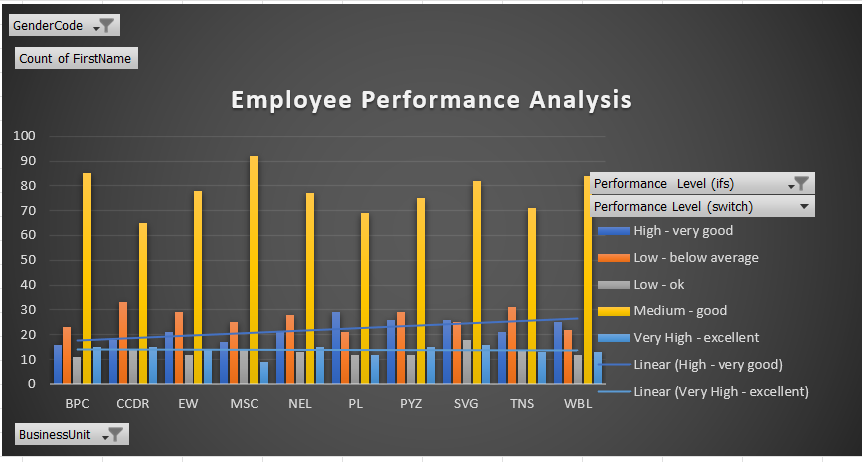 GenderCode
Count of FirstName
Employee Performance Analysis
100
90
80
70
60
50
40
30
20
10
0
BPC CCDR EW MSC NEL PL PYZ SVG TNS WBL
Performance Level (ifs)
Performance Level (switch)
High - very good
Low - below average
Low - ok
Medium - good
Very High - excellent
Linear (High - very good)
Linear (Very High - excellent)
BusinessUnit